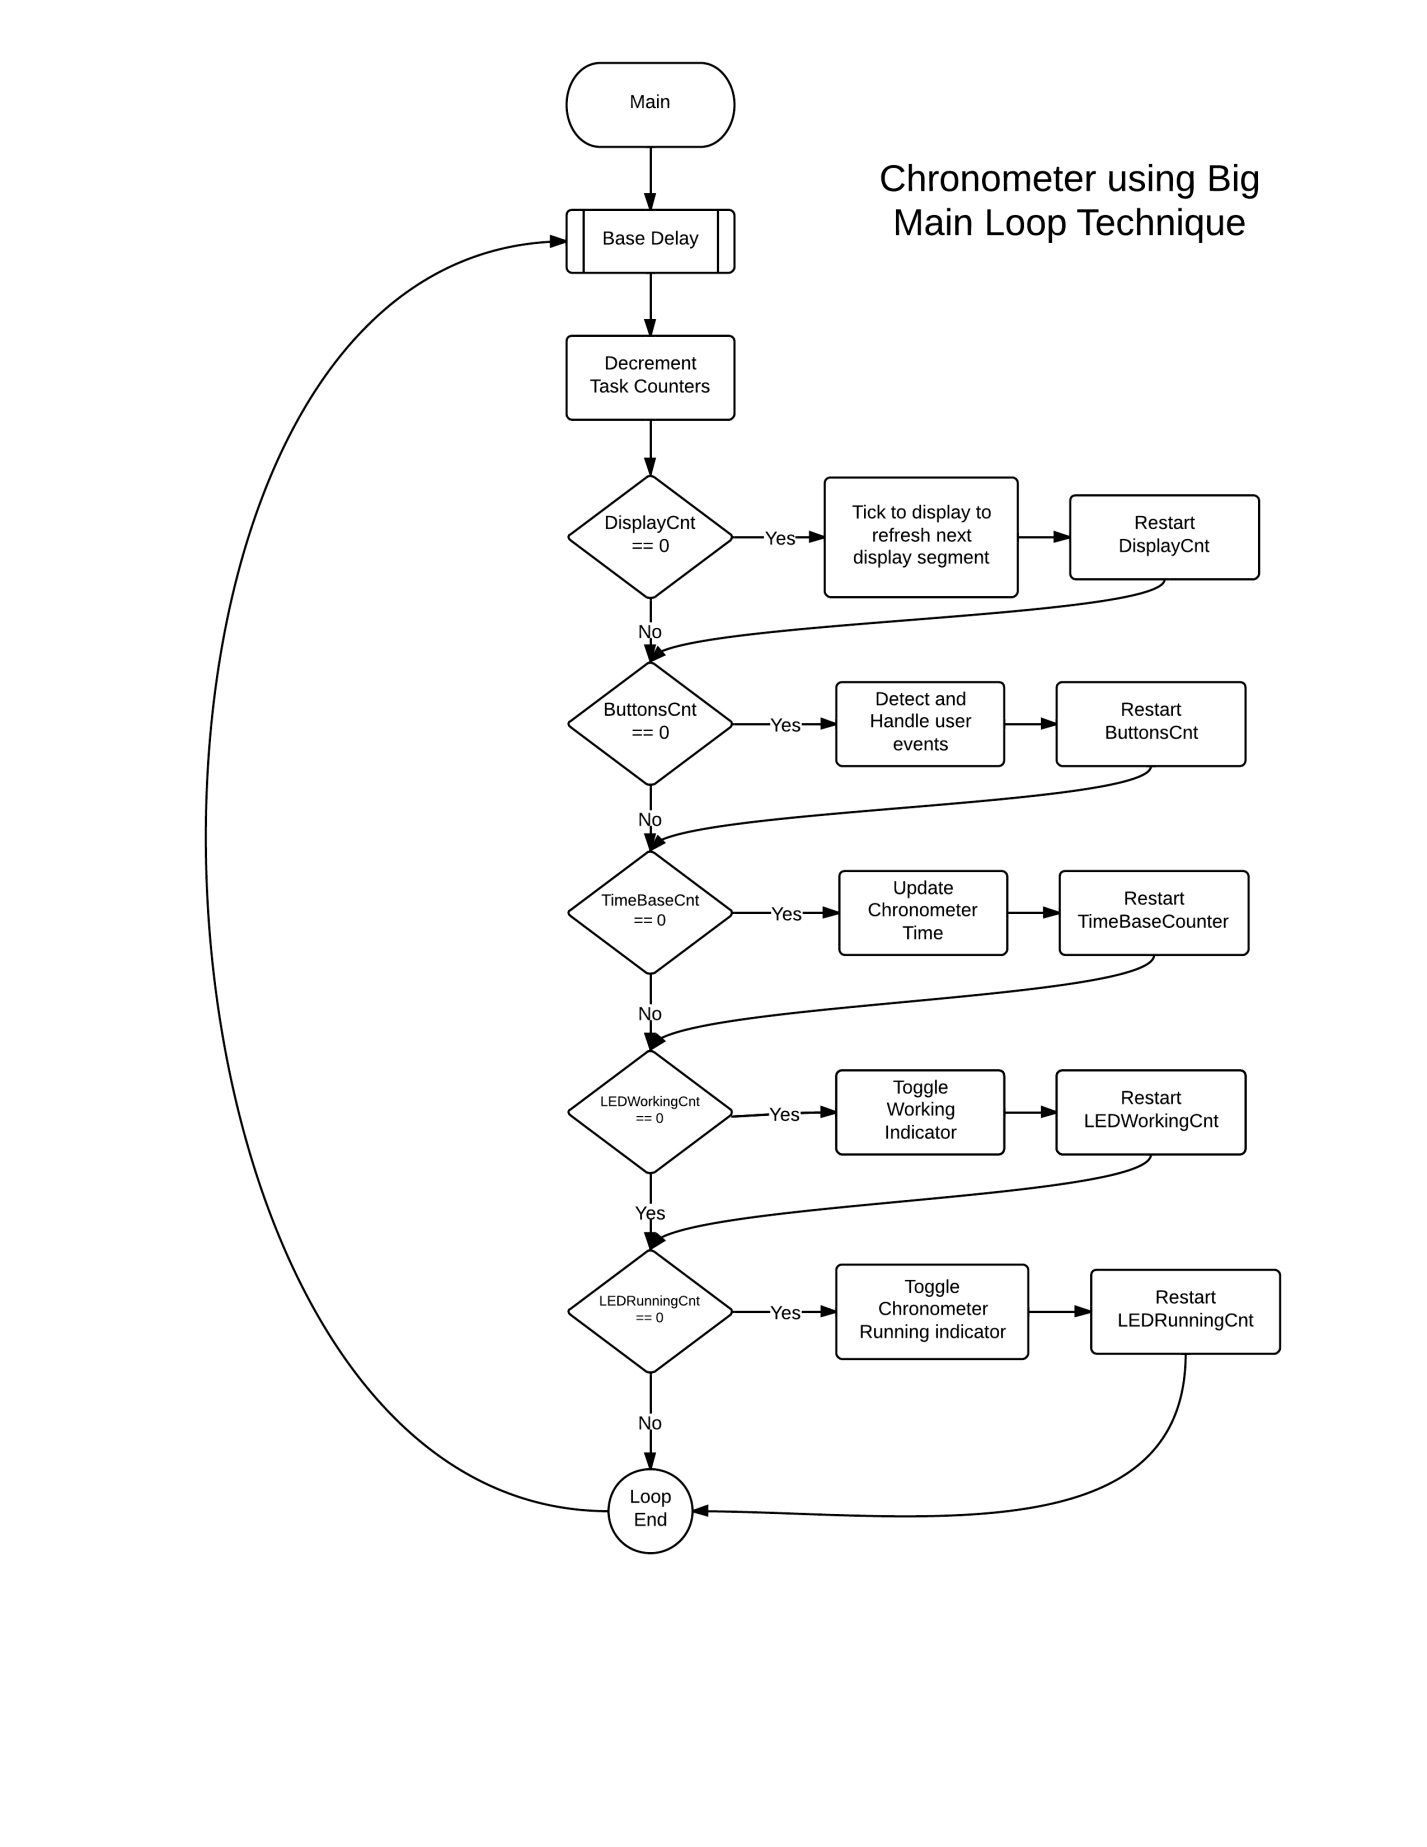 Main
Chronometer using Big
Main Loop Technique
Base Delay
Decrement
Task Counters
DisplayCnt
== 0
Yes
Tick to display to
refresh next
display segment
Restart
DisplayCnt
No
ButtonsCnt
== 0
Yes
Detect and
Handle user
events
Restart
ButtonsCnt
No
TimeBaseCnt
== 0
Yes
Update
Chronometer
Time
Restart
TimeBaseCounter
No
LEDWorkingCnt
== 0
Yes
Toggle
Working
Indicator
Restart
LEDWorkingCnt
Yes
LEDRunningCnt
== 0
Yes
Toggle
Chronometer
Running indicator
Restart
LEDRunningCnt
No
Loop
End